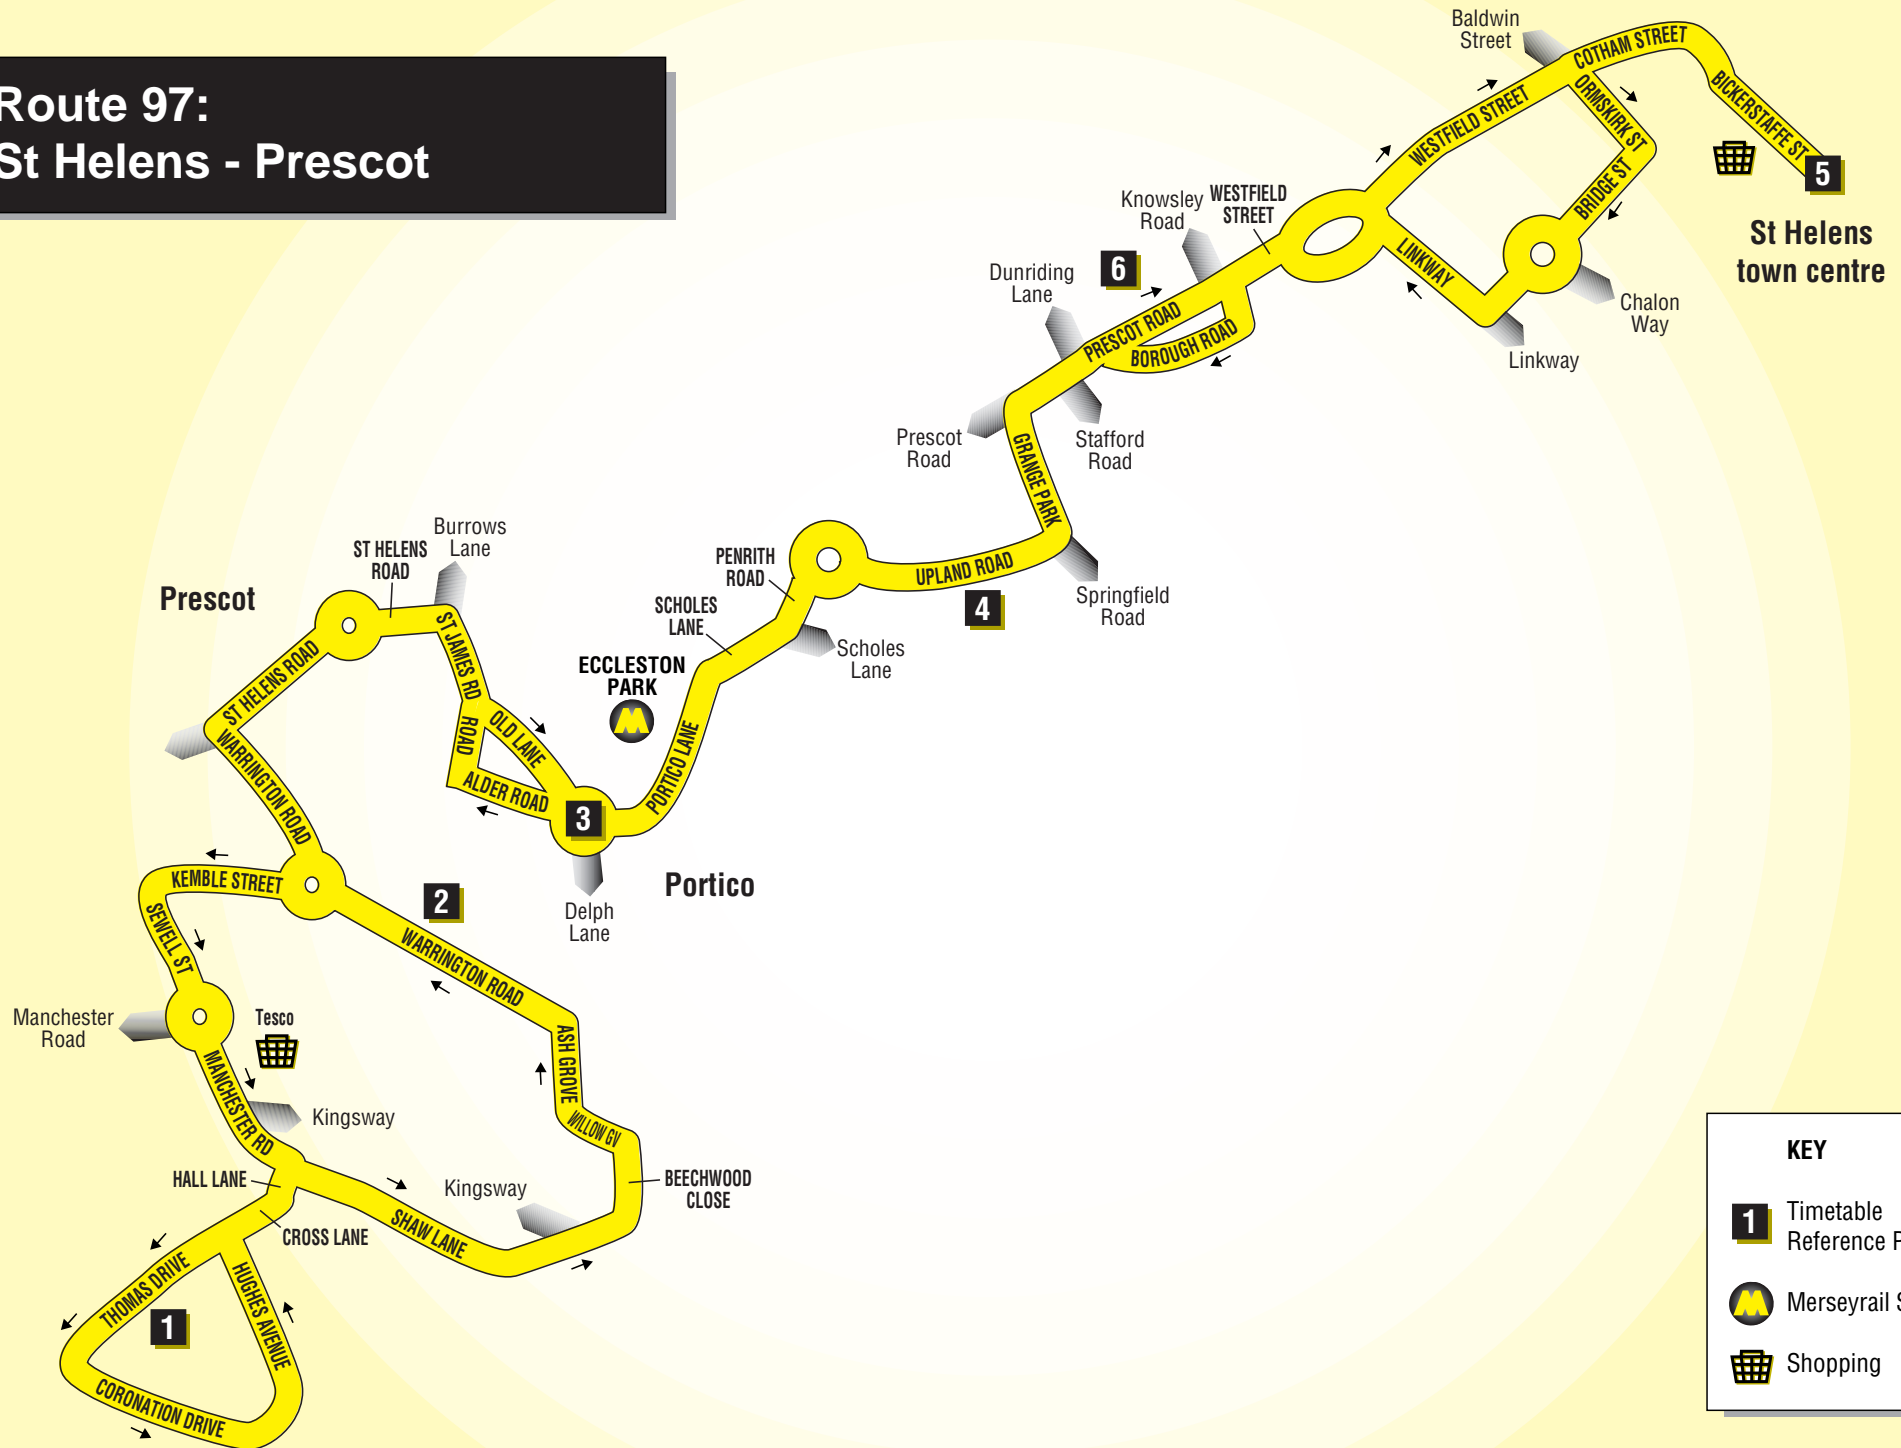 Route 97:
St Helens - Prescot
Baldwin
Street
COTHAM STREET
BICKERSTAFFE ST
ORMSKIRK ST
WESTFIELD STREET
BRIDGE ST
5
St Helens
town centre
Knowsley
Road
WESTFIELD
STREET
LINKWAY
Chalon
Way
Linkway
Dunriding
Lane
6
PRESCOT ROAD
BOROUGH ROAD
Prescot
Road
Stafford
Road
GRANGE PARK
UPLAND ROAD
4
Springfield
Road
PENRITH
ROAD
SCHOLES
LANE
Scholes
Lane
ECCLESTON
PARK
PORTICO LANE
Burrows
Lane
ST HELENS
ROAD
Prescot
ST JAMES RD
ROAD
OLD LANE
ALDER ROAD
3
Portico
Delph
Lane
ST HELENS ROAD
WARRINGTON ROAD
KEMBLE STREET
SEWELL ST
2
WARRINGTON ROAD
Manchester
Road
Tesco
MANCHESTER RD
Kingsway
ASH GROVE
WILLOW GV
BEECHWOOD
CLOSE
Kingsway
HALL LANE
CROSS LANE
SHAW LANE
THOMAS DRIVE
HUGHES AVENUE
1
CORONATION DRIVE
KEY
1
Timetable
Reference P
Merseyrail S
Shopping